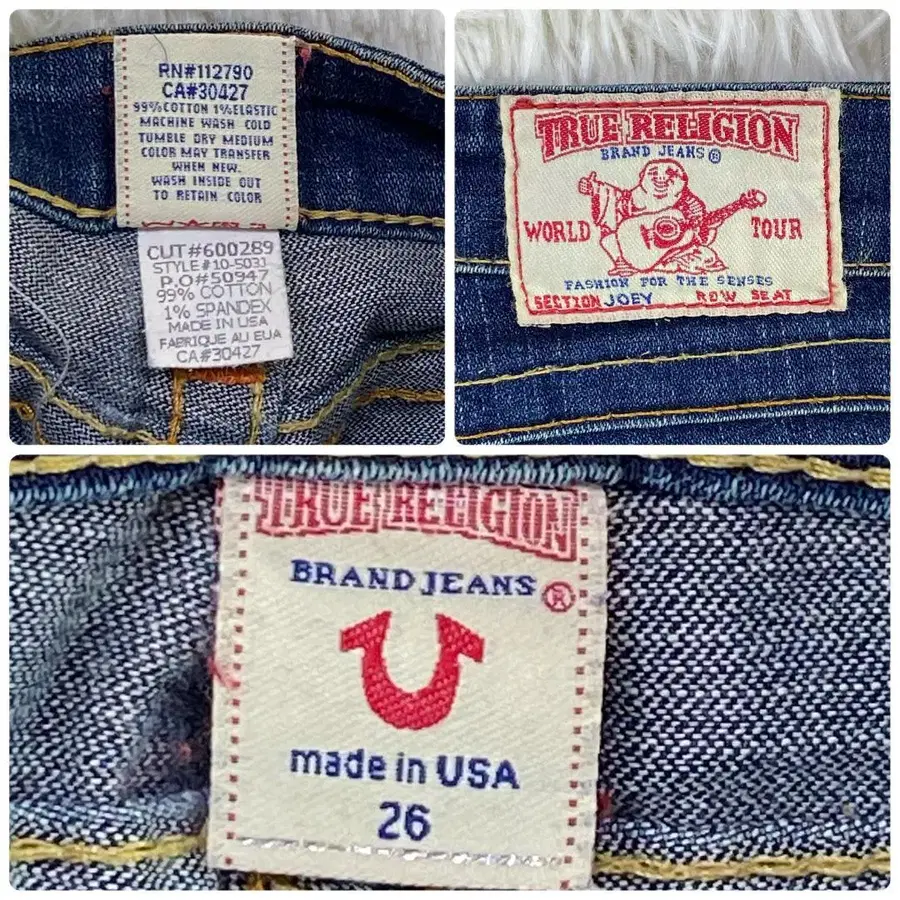 RN#112790
CA#30427
99%COTTON 1%ELASTIC
MACHINE WASH COLD
TUMBLE DRY MEDIUM
COLOR MAY TRANSFER
WHEN NEW.
WASH INSIDE OUT
TO RETAIN COLOR
CUT#600289
STYLE#10-5031
P.O#50947
99% COTTON
1% SPANDEX
MADE IN USA
FABRIQUE AU EUA
CA#30427
TRUE RELIGION
BRAND JEANS ®
WORLD TOUR
FASHION FOR THE SENSES
SECTION JOEY ROW SEAT
TRUE RELIGION
BRAND JEANS ®
made in USA
26